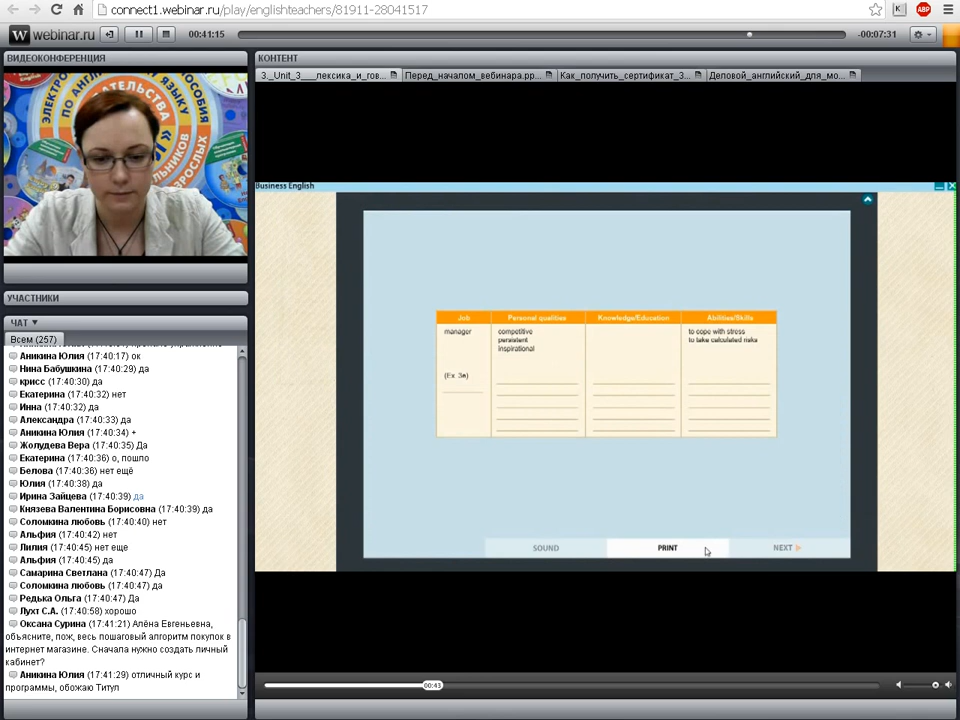 connect1.webinar.ru/play/englishteachers/81911-28041517
webinar.ru
00:41:15
-00:07:31
ВИДЕОКОНФЕРЕНЦИЯ
КОНТЕНТ
3._Unit_3___лексика_и_гов...
Перед_началом_вебинара.pp...
Как_получить_сертификат_3...
Деловой_английский_для_мо...
Business English
Job
Personal qualities
Knowledge/Education
Abilities/Skills
manager
competitive
persistent
inspirational
to cope with stress
to take calculated risks
(Ex. 3e)
SOUND
PRINT
NEXT
00:43
УЧАСТНИКИ
ЧАТ
Всем (257)
Аникина Юлия (17:40:17) ок
Нина Бабушкина (17:40:29) да
крисс (17:40:30) да
Екатерина (17:40:32) нет
Инна (17:40:32) да
Александра (17:40:33) да
Аникина Юлия (17:40:34) +
Жолудева Вера (17:40:35) Да
Екатерина (17:40:36) о, пошло
Белова (17:40:36) нет ещё
Юлия (17:40:38) да
Ирина Зайцева (17:40:39) да
Князева Валентина Борисовна (17:40:39) да
Соломкина любовь (17:40:40) нет
Альфия (17:40:42) нет
Лилия (17:40:45) нет еще
Альфия (17:40:45) да
Самарина Светлана (17:40:47) Да
Соломкина любовь (17:40:47) да
Редька Ольга (17:40:47) Да
Лухт С.А. (17:40:58) хорошо
Оксана Сурина (17:41:21) Алёна Евгеньевна,
объясните, пож, весь пошаговый алгоритм покупок в
интернет магазине. Сначала нужно создать личный
кабинет?
Аникина Юлия (17:41:29) отличный курс и
программы, обожаю Титул